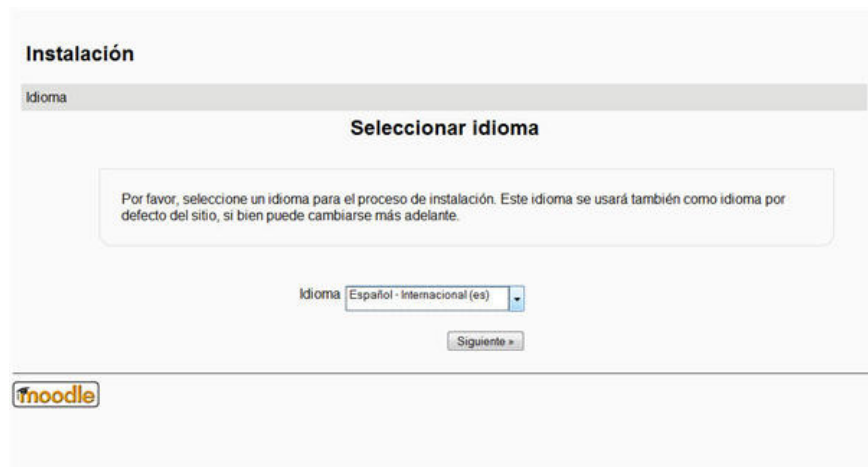 Instalación
Idioma
Seleccionar idioma
Por favor, seleccione un idioma para el proceso de instalación. Este idioma se usará también como idioma por
defecto del sitio, si bien puede cambiarse más adelante.
Idioma Español - Internacional (es)
Siguiente »
moodle